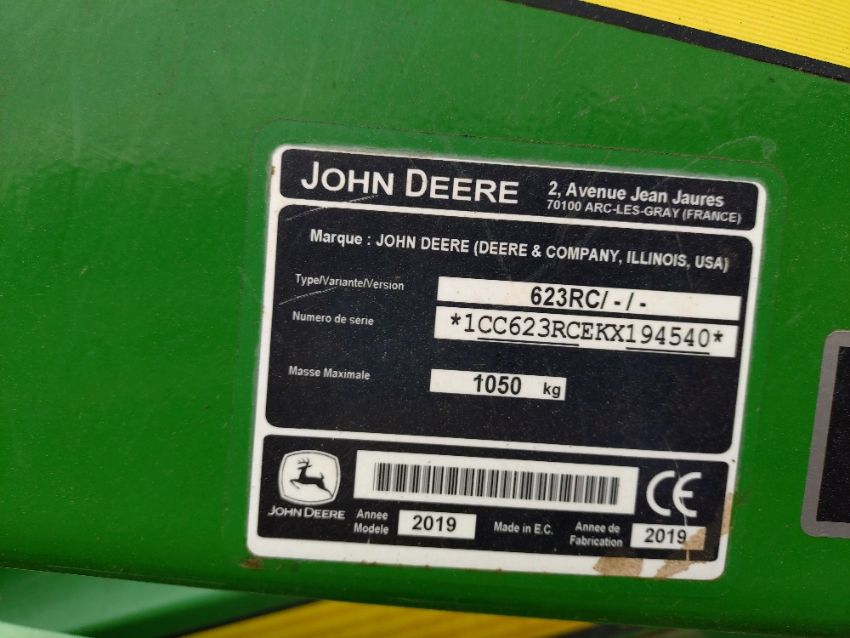 JOHN DEERE
2, Avenue Jean Jaures
70100 ARC-LES-GRAY (FRANCE)
Marque : JOHN DEERE (DEERE & COMPANY, ILLINOIS, USA)
Type/Variante/Version 623RC/-/-
Numero de serie *1CC623RCEKX194540*
Masse Maximale 1050 kg
JOHN DEERE
Annee Modele 2019
Made in E.C.
Annee de Fabrication 2019
CE